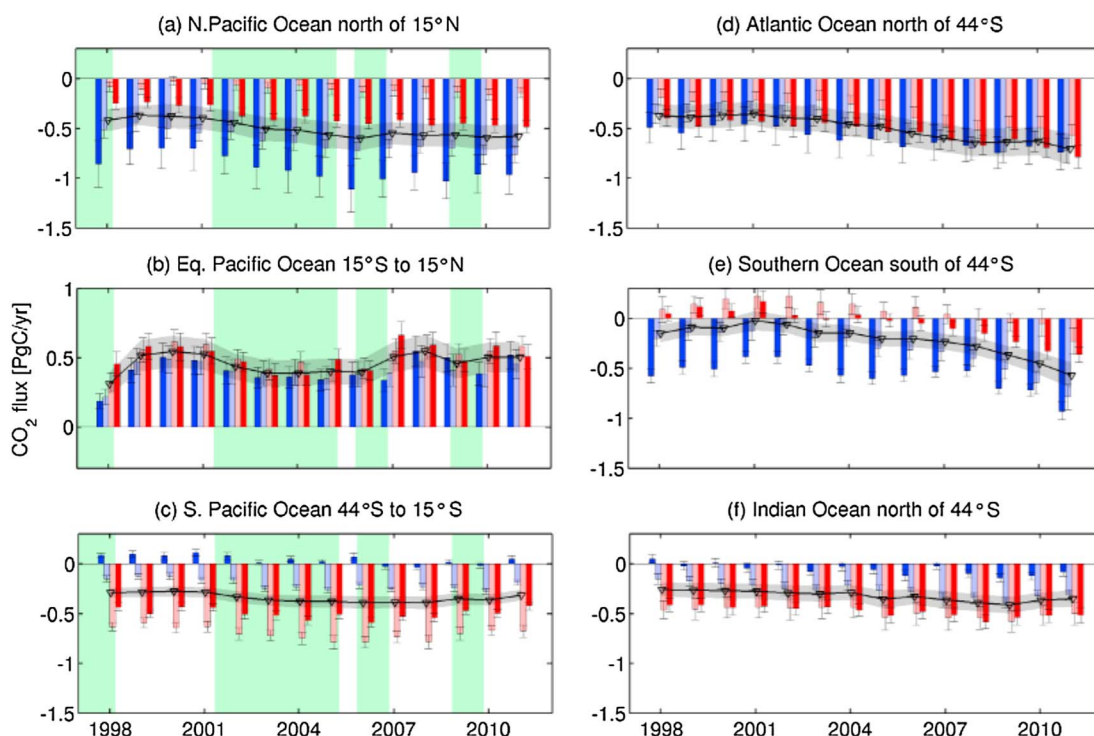 (a) N.Pacific Ocean north of 15°N
0
-0.5
-1
-1.5
(b) Eq. Pacific Ocean 15°S to 15°N
1
0.5
0
CO2 flux [PgC/yr]
(c) S. Pacific Ocean 44°S to 15°S
0
-0.5
-1
-1.5
1998 2001 2004 2007 2010
(d) Atlantic Ocean north of 44°S
0
-0.5
-1
-1.5
(e) Southern Ocean south of 44°S
0
-0.5
-1
-1.5
(f) Indian Ocean north of 44°S
0
-0.5
-1
-1.5
1998 2001 2004 2007 2010